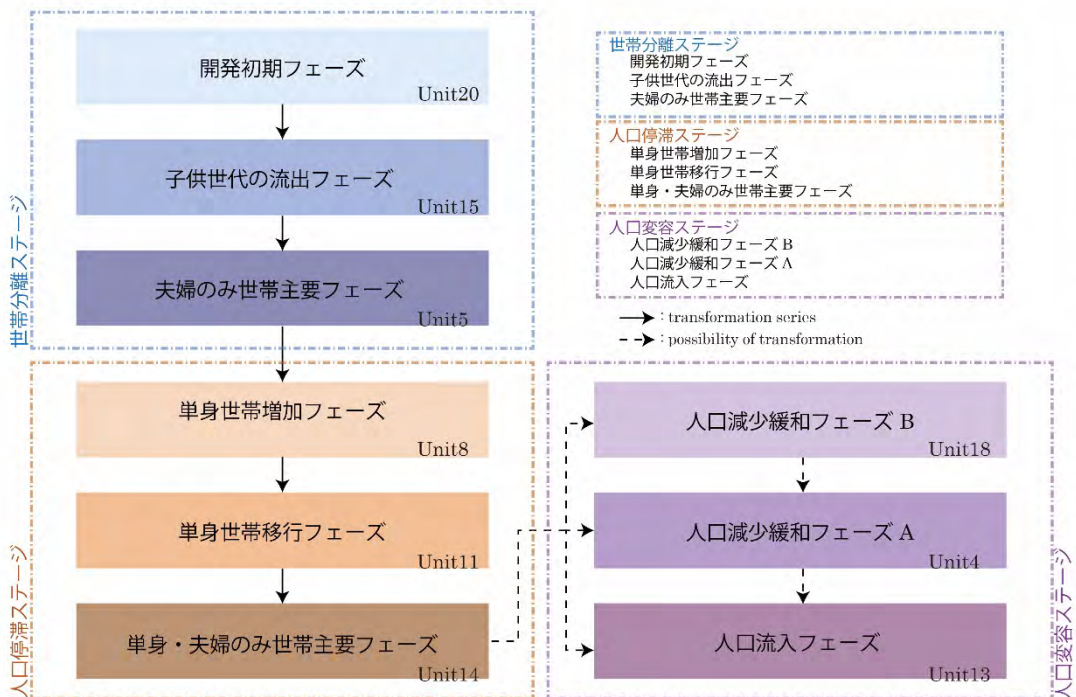 開発初期フェーズ
Unit20
子供世代の流出フェーズ
Unit15
夫婦のみ世帯主要フェーズ
Unit5
世帯分離ステージ
単身世帯増加フェーズ
Unit8
単身世帯移行フェーズ
Unit11
単身・夫婦のみ世帯主要フェーズ
Unit14
人口停滞ステージ
世帯分離ステージ
開発初期フェーズ
子供世代の流出フェーズ
夫婦のみ世帯主要フェーズ
人口停滞ステージ
単身世帯増加フェーズ
単身世帯移行フェーズ
単身・夫婦のみ世帯主要フェーズ
人口変容ステージ
人口減少緩和フェーズ B
人口減少緩和フェーズ A
人口流入フェーズ
: transformation series
: possibility of transformation
人口減少緩和フェーズ B
Unit18
人口減少緩和フェーズ A
Unit4
人口流入フェーズ
Unit13
人口変容ステージ